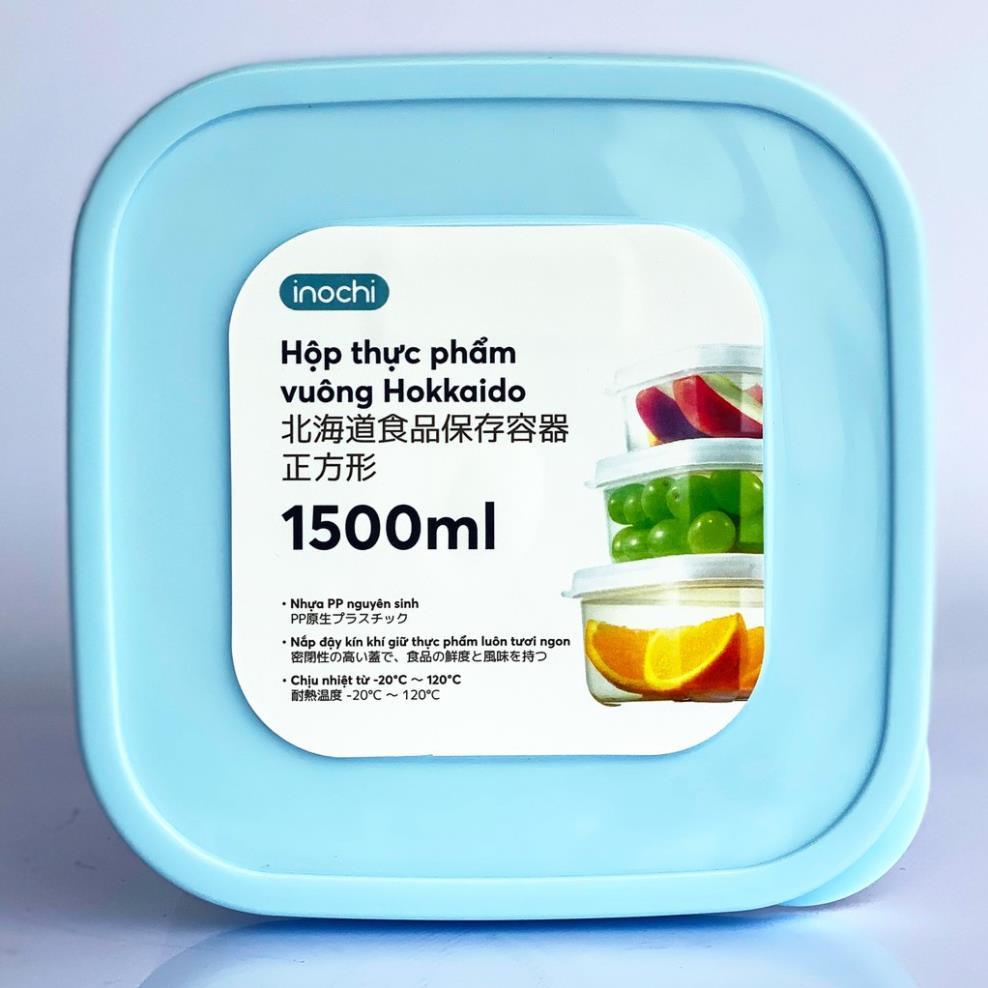 inochi
Hộp thực phẩm
vuông Hokkaido
北海道食品保存容器
正方形
1500ml
• Nhựa PP nguyên sinh
PP原生プラスチック
• Nắp đậy kín khí giữ thực phẩm luôn tươi ngon
密閉性の高い蓋で、食品の鮮度と風味を持つ
• Chịu nhiệt từ -20°C ～ 120°C
耐熱温度 -20°C ～ 120°C